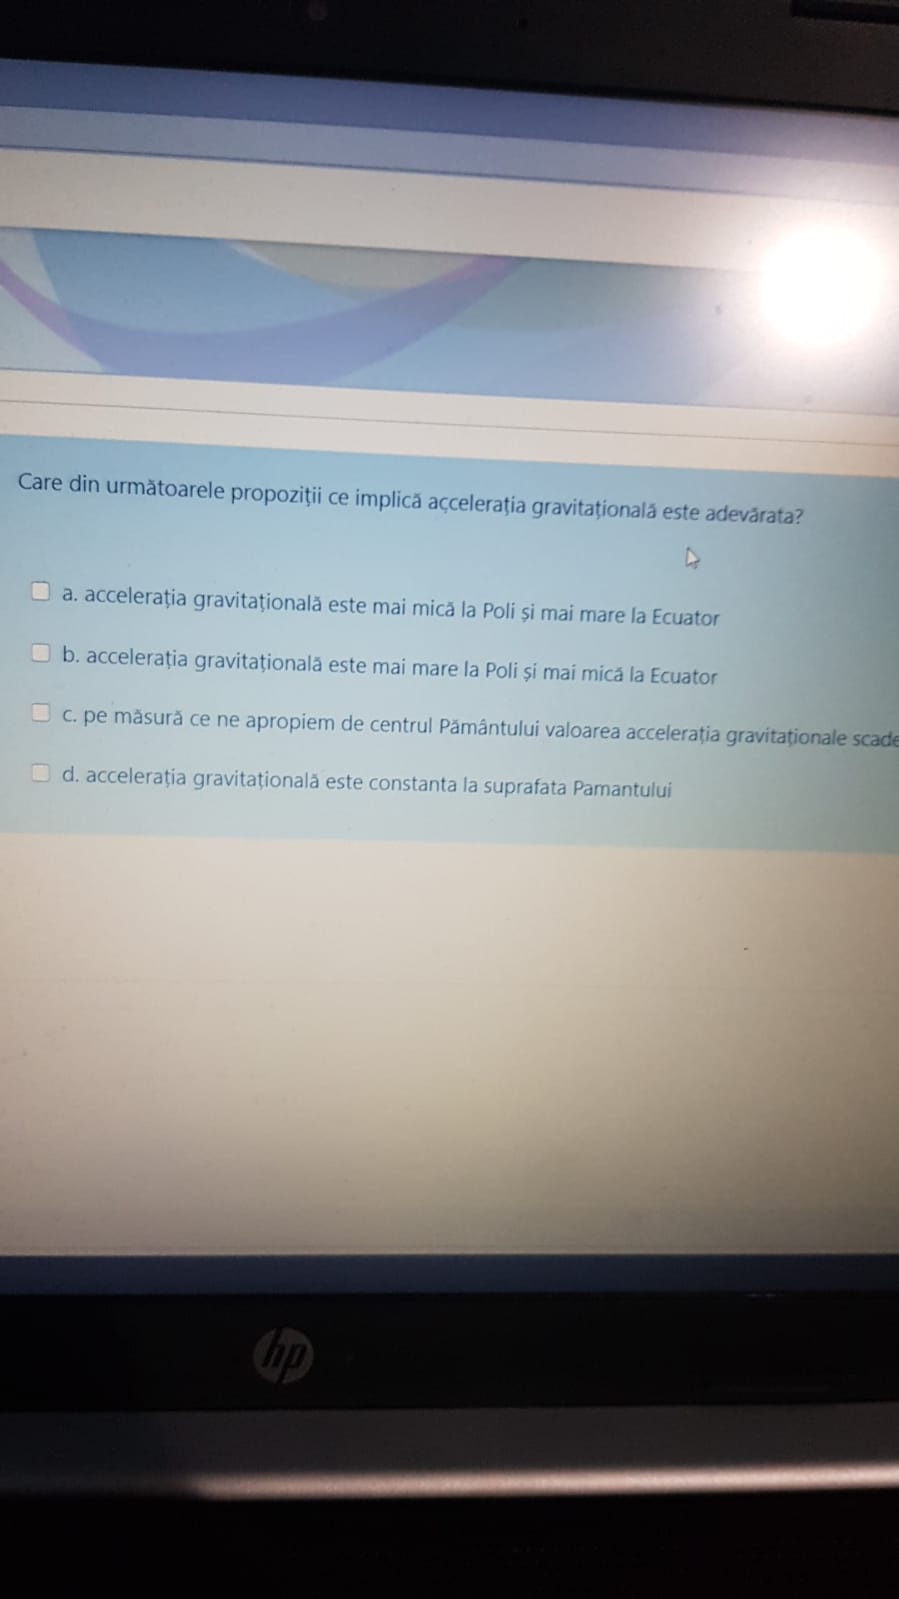 Care din următoarele propoziții ce implică accelerația gravitațională este adevărata?
a. accelerația gravitațională este mai mică la Poli și mai mare la Ecuator
b. accelerația gravitațională este mai mare la Poli și mai mică la Ecuator
c. pe măsură ce ne apropiem de centrul Pământului valoarea accelerația gravitaționale scade
d. accelerația gravitațională este constanta la suprafata Pamantului
hp